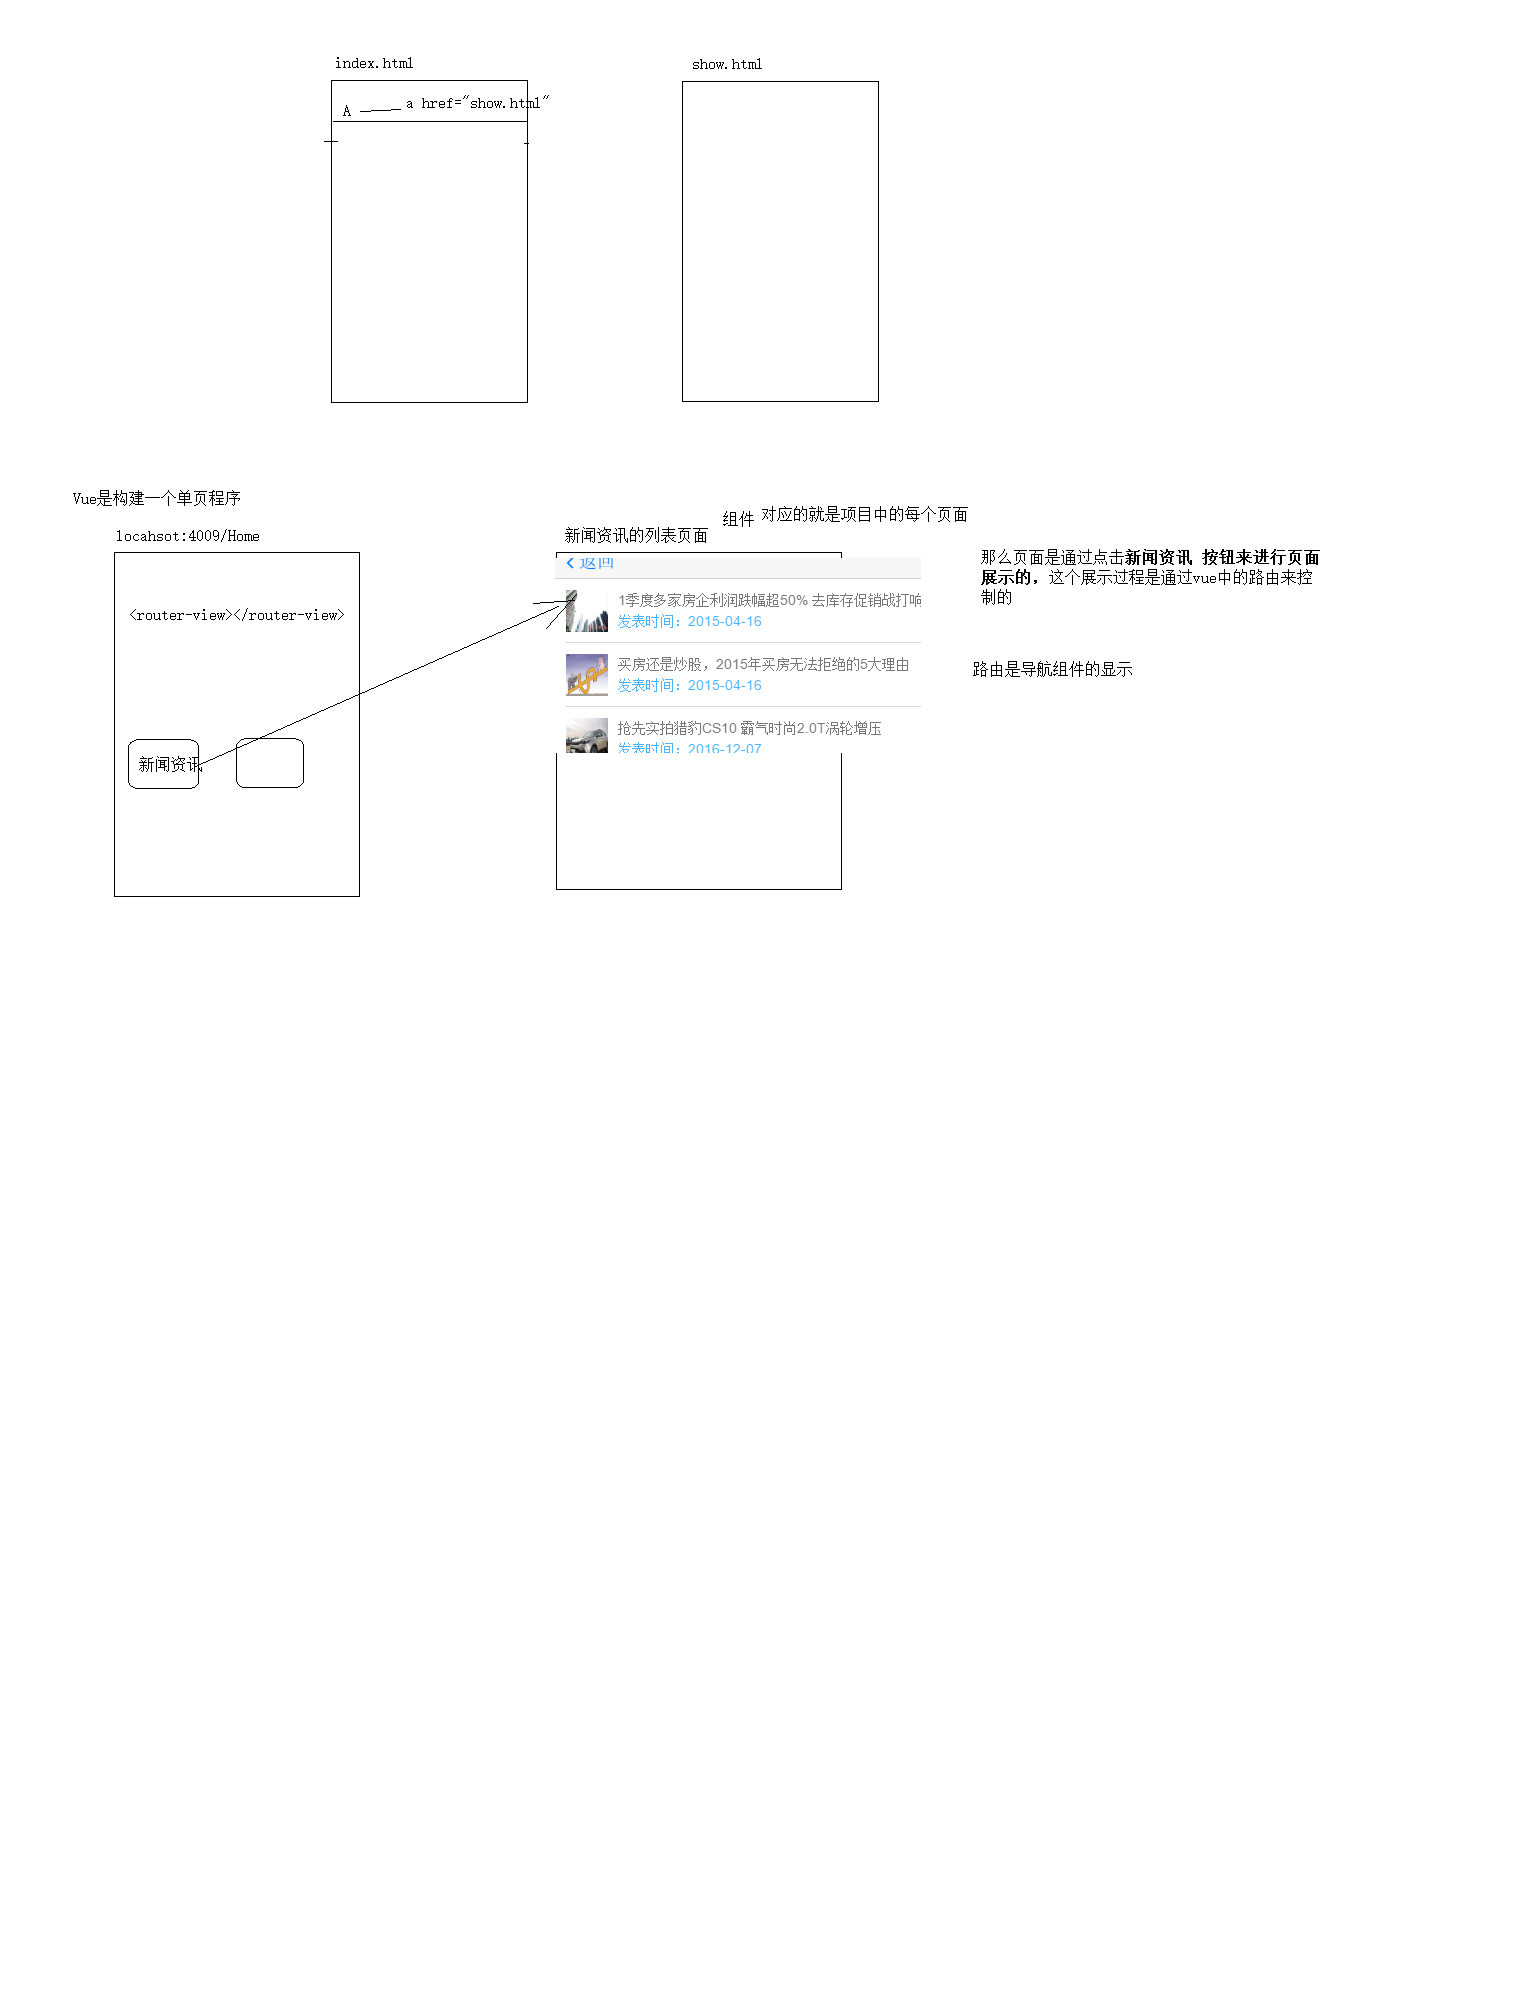 index.html
show.html
A
a href="show.html"
Vue是构建一个单页程序
locahsot:4009/Home
<router-view></router-view>
新闻资讯
新闻资讯的列表页面
组件
对应的就是项目中的每个页面
返回
1季度多家房企利润跌幅超50% 去库存促销战打响
发表时间：2015-04-16
买房还是炒股，2015年买房无法拒绝的5大理由
发表时间：2015-04-16
抢先实拍猎豹CS10 霸气时尚2.0T涡轮增压
发表时间：2016-12-07
那么页面是通过点击新闻资讯 按钮来进行页面
展示的，这个展示过程是通过vue中的路由来控
制的
路由是导航组件的显示